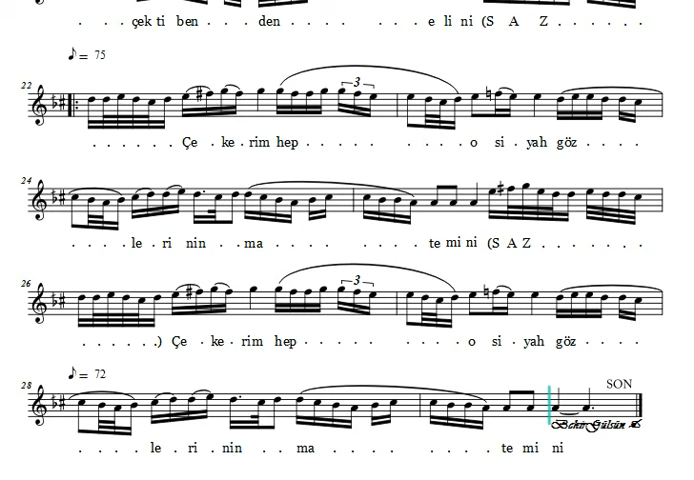 . . çek ti ben . . den . . . . . . . . . e li ni (S A Z . . . . . .
♪ = 75
22
3
. . . . . . Çe . ke . rim hep . . . . . . . . . o si . yah göz . . . .
24
. . . . le . ri . nin . ma . . . . . . . . . te mi ni (S A Z . . . . . . .
26
3
. . . . . .) Çe . ke . rim hep . . . . . . . . . o si . yah göz . . . .
♪ = 72
28
SON
Bekir Gülsün
. . . . le . ri . nin . . ma . . . . . . . . . te mi ni